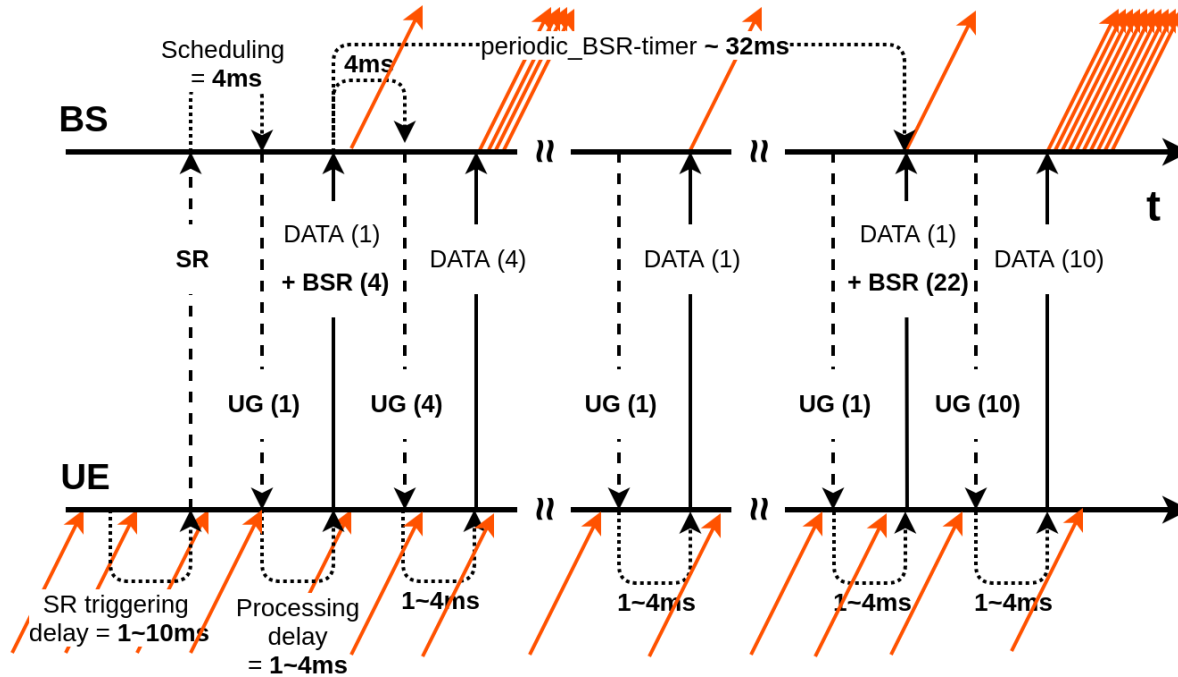 Scheduling
= 4ms
4ms
periodic_BSR-timer ~ 32ms
BS
≈
≈
t
SR
DATA (1)
+ BSR (4)
DATA (4)
DATA (1)
DATA (1)
+ BSR (22)
DATA (10)
UG (1)
UG (4)
UG (1)
UG (1)
UG (10)
UE
≈
≈
SR triggering
delay = 1~10ms
Processing
delay
= 1~4ms
1~4ms
1~4ms
1~4ms
1~4ms